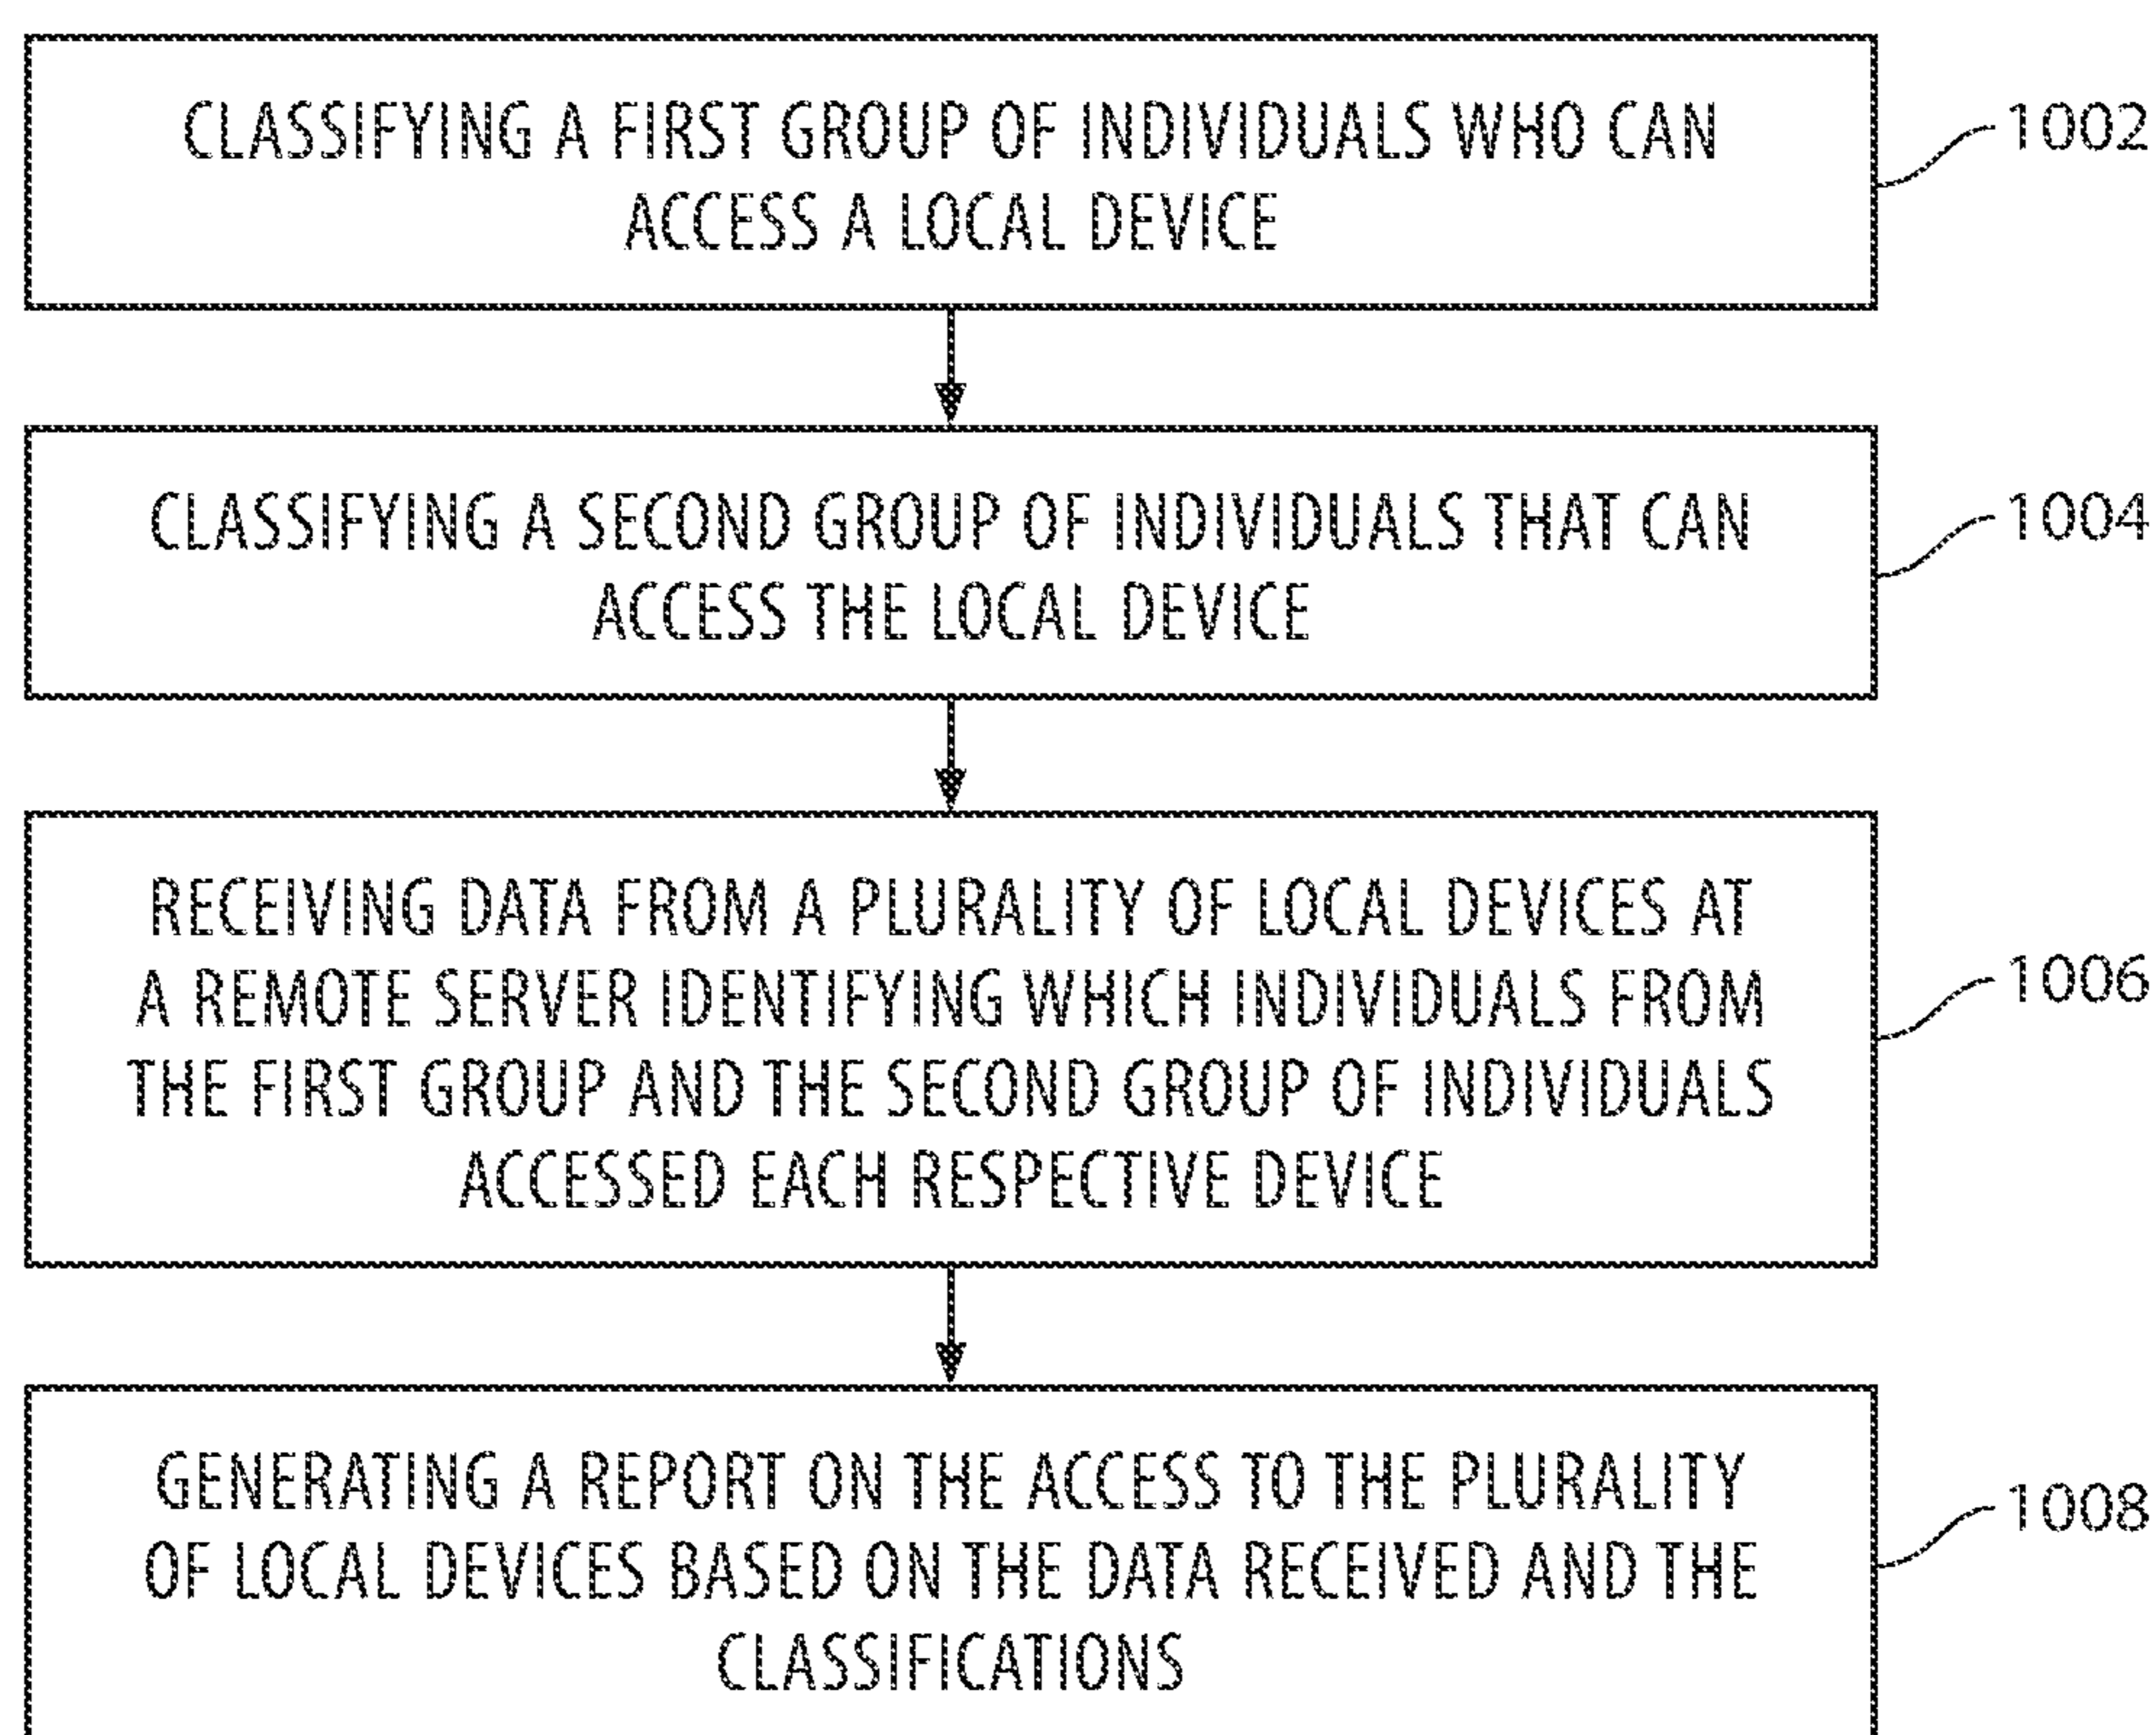 CLASSIFYING A FIRST GROUP OF INDIVIDUALS WHO CAN
ACCESS A LOCAL DEVICE
1002
CLASSIFYING A SECOND GROUP OF INDIVIDUALS THAT CAN
ACCESS THE LOCAL DEVICE
1004
RECEIVING DATA FROM A PLURALITY OF LOCAL DEVICES AT
A REMOTE SERVER IDENTIFYING WHICH INDIVIDUALS FROM
THE FIRST GROUP AND THE SECOND GROUP OF INDIVIDUALS
ACCESSED EACH RESPECTIVE DEVICE
1006
GENERATING A REPORT ON THE ACCESS TO THE PLURALITY
OF LOCAL DEVICES BASED ON THE DATA RECEIVED AND THE
CLASSIFICATIONS
1008